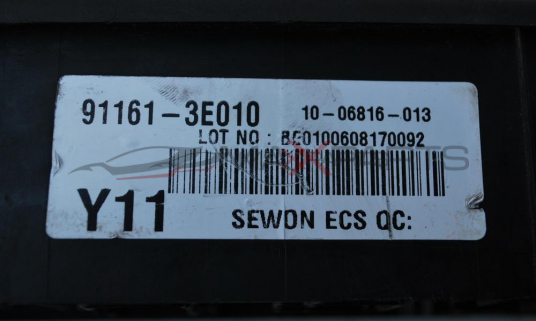 91161-3E010 10-06816-013
LOT NO : BE0100608170092
Y11 SEWON ECS QC: